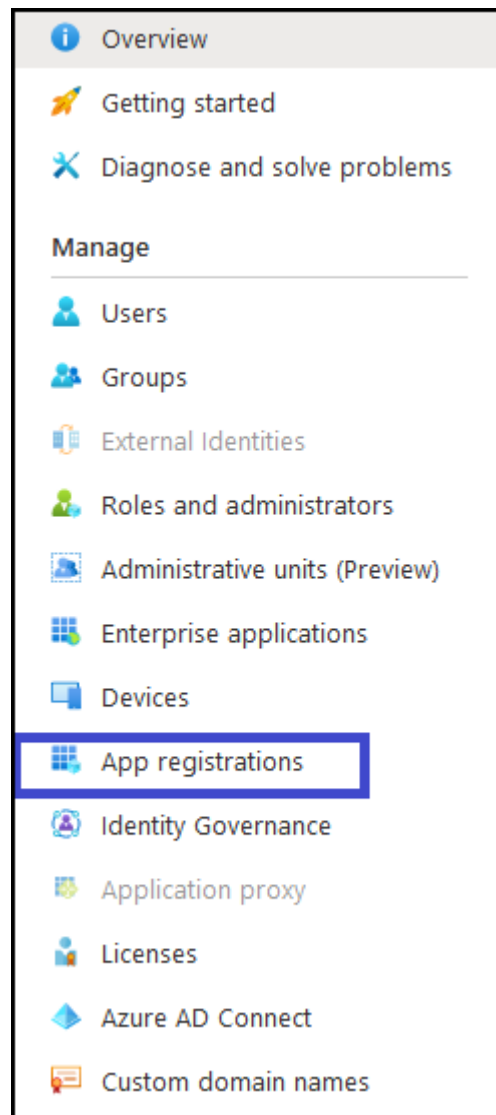 Overview
Getting started
Diagnose and solve problems
Manage
Users
Groups
External Identities
Roles and administrators
Administrative units (Preview)
Enterprise applications
Devices
App registrations
Identity Governance
Application proxy
Licenses
Azure AD Connect
Custom domain names